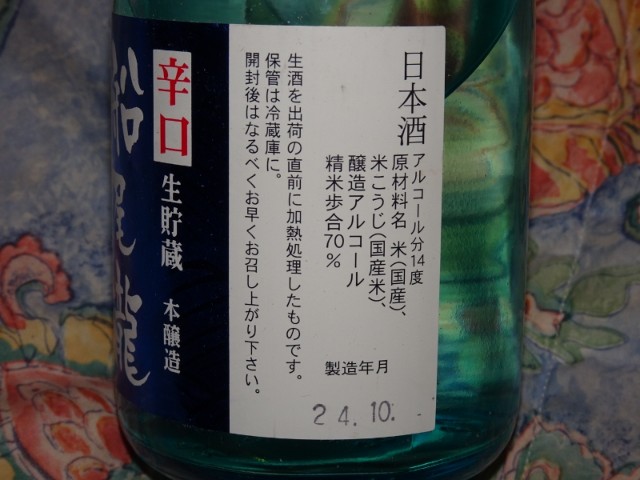 日本酒
アルコール分14度
原材料名 米(国産)、
米こうじ(国産米)、
醸造アルコール
精米歩合70%
製造年月
24.10.
生酒を出荷の直前に加熱処理したものです。
保管は冷蔵庫に。
開封後はなるべくお早くお召し上がり下さい。
辛口
生貯蔵 本醸造